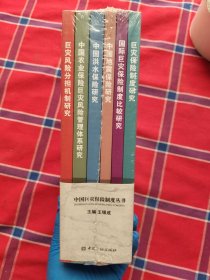 巨灾风险分担机制研究
中国农业保险巨灾风险管理体系研究
中国洪水保险研究
中国地震保险研究
国际巨灾保险制度比较研究
巨灾保险制度研究
中国巨灾保险制度丛书
主编 王银成